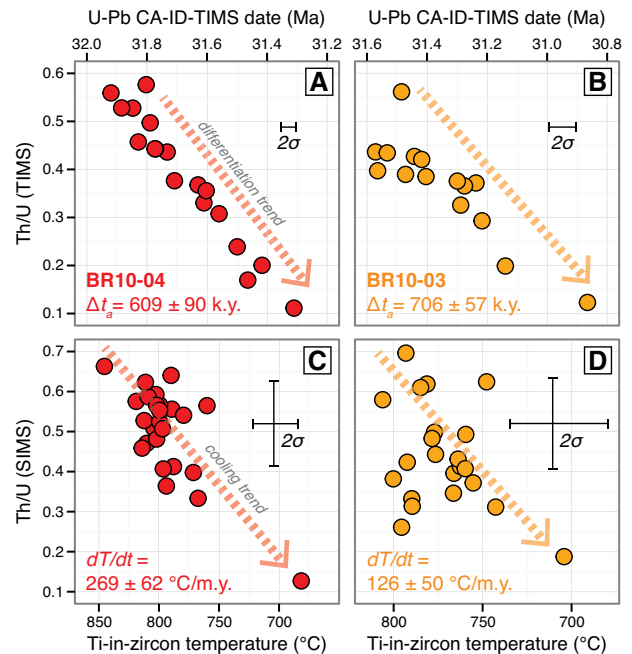 U-Pb CA-ID-TIMS date (Ma) U-Pb CA-ID-TIMS date (Ma)
32.0 31.8 31.6 31.4 31.2 31.6 31.4 31.2 31.0 30.8
A B
0.6
0.5
0.4
0.3
0.2
0.1
Th/U (TIMS)
differentiation trend
2σ 2σ
BR10-04 BR10-03
Δtₐ= 609 ± 90 k.y. Δtₐ= 706 ± 57 k.y.
C D
0.7
0.6
0.5
0.4
0.3
0.2
0.1
Th/U (SIMS)
2σ 2σ
cooling trend
dT/dt = dT/dt =
269 ± 62 °C/m.y. 126 ± 50 °C/m.y.
850 800 750 700 800 750 700
Ti-in-zircon temperature (°C) Ti-in-zircon temperature (°C)